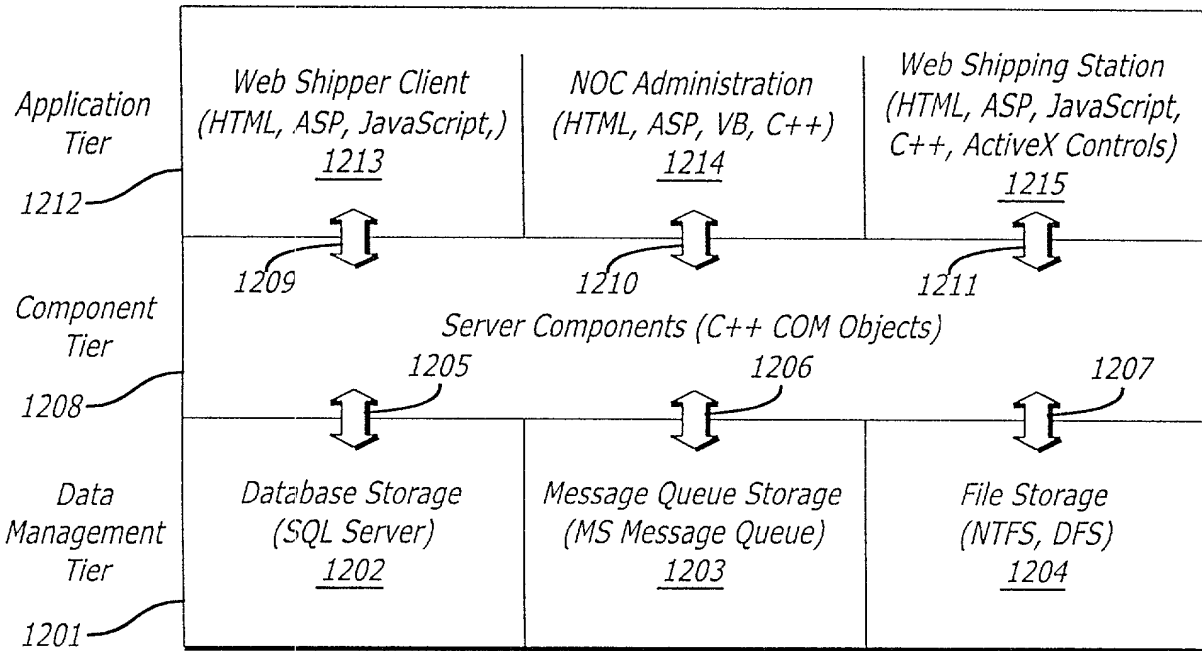 Application
Tier
1212
Web Shipper Client
(HTML, ASP, JavaScript,)
1213
NOC Administration
(HTML, ASP, VB, C++)
1214
Web Shipping Station
(HTML, ASP, JavaScript,
C++, ActiveX Controls)
1215
1209
1210
1211
Component
Tier
1208
Server Components (C++ COM Objects)
1205
1206
1207
Data
Management
Tier
1201
Database Storage
(SQL Server)
1202
Message Queue Storage
(MS Message Queue)
1203
File Storage
(NTFS, DFS)
1204